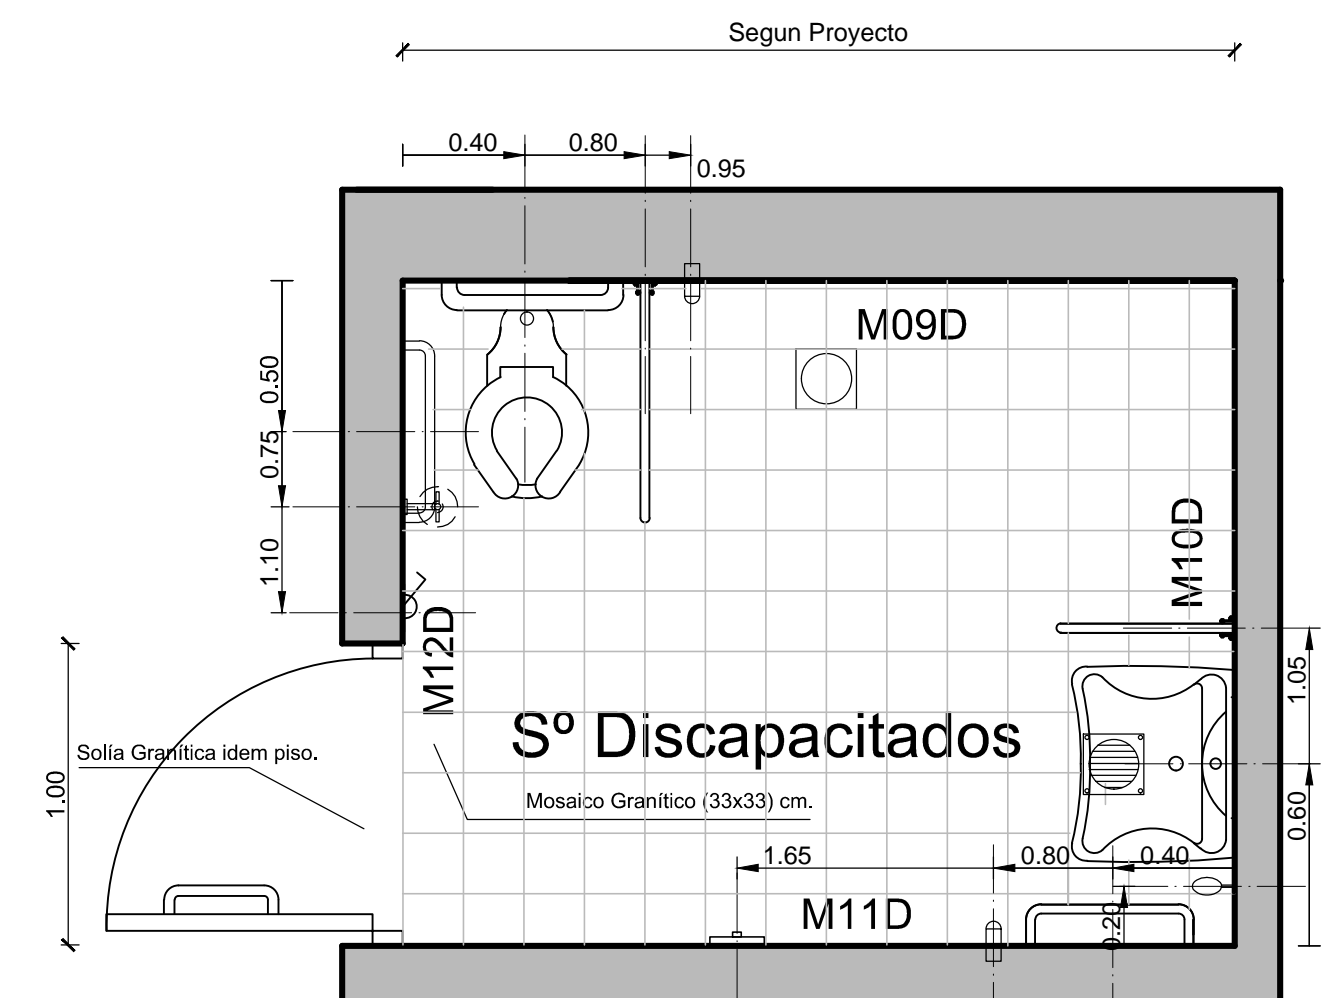 Segun Proyecto
0.40
0.80
0.95
M09D
0.50
0.75
1.10
M10D
M12D
Sº Discapacitados
1.05
Solía Granítica idem piso.
1.00
Mosaico Granítico (33x33) cm.
0.60
1.65
0.80
0.40
M11D
0.20